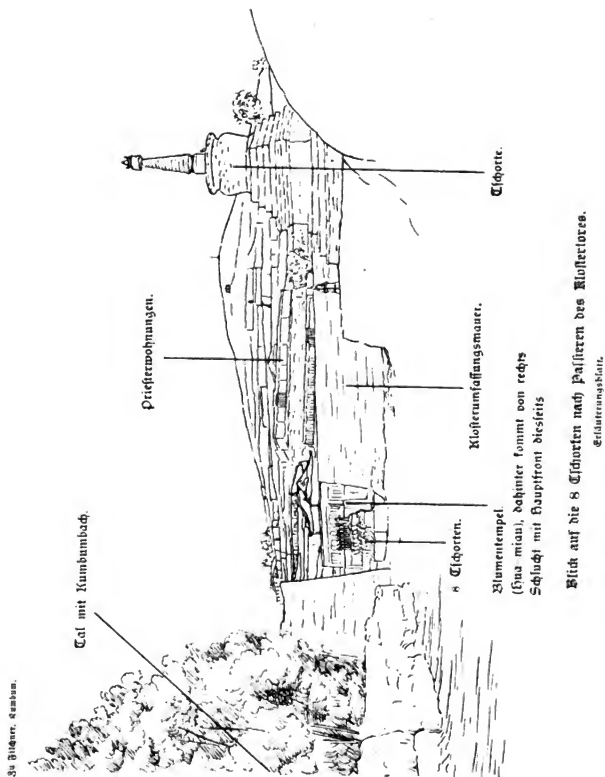 Zu Filchner, Kumbum.
Tal mit Kumbumbach.
Priesterwohnungen.
Tschorte.
8 Tschorten.
Blumentempel.
(Hua miau), dahinter kommt von rechts
Schlucht mit Hauptfront diesseits
Klosterumfassungsmauer.
Blick auf die 8 Tschorten nach Passieren des Klostertores.
Erläuterungsblatt.